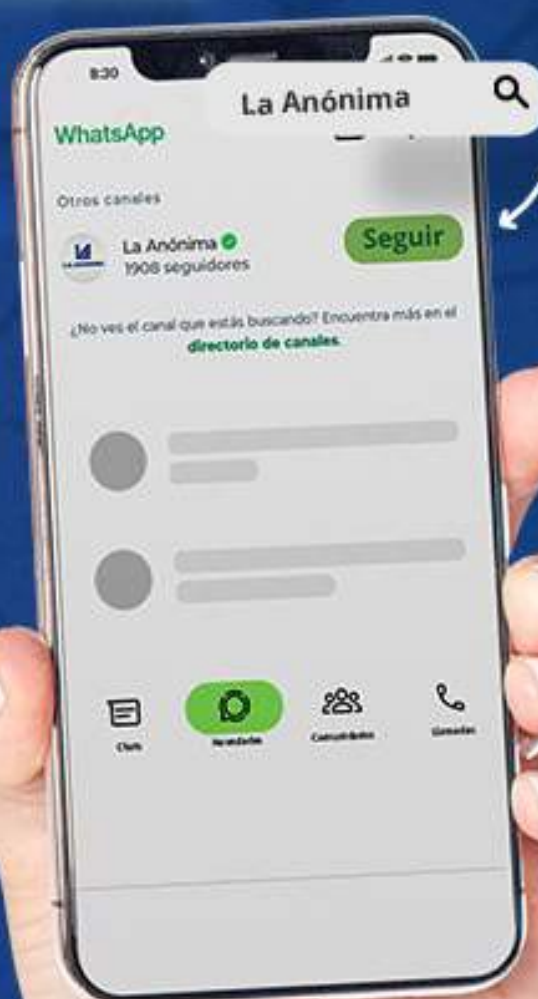 8:30
La Anónima
WhatsApp
Otros canales
La Anónima
1908 seguidores
Seguir
¿No ves el canal que estás buscando? Encuentra más en el
directorio de canales.
Chats
Novedades
Comunidades
Llamadas